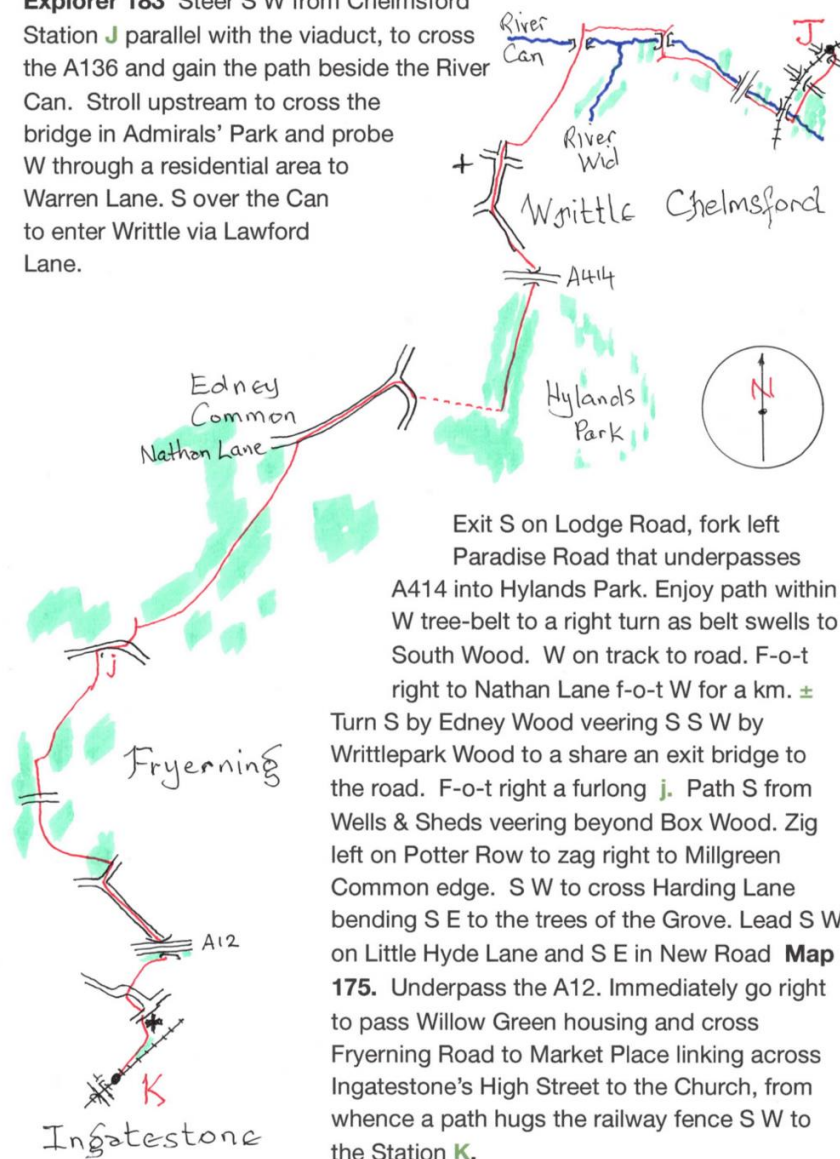 Explorer 183 Steer S W from Chelmsford
Station J parallel with the viaduct, to cross
the A136 and gain the path beside the River
Can. Stroll upstream to cross the
bridge in Admirals' Park and probe
W through a residential area to
Warren Lane. S over the Can
to enter Writtle via Lawford
Lane.
River
Can
J
River
Wid
+
Writtle
Chelmsford
A414
Edney
Common
Nathan Lane
Hylands
Park
N
Exit S on Lodge Road, fork left
Paradise Road that underpasses
A414 into Hylands Park. Enjoy path within
W tree-belt to a right turn as belt swells to
South Wood. W on track to road. F-o-t
right to Nathan Lane f-o-t W for a km. ±
Turn S by Edney Wood veering S S W by
Writtlepark Wood to a share an exit bridge to
the road. F-o-t right a furlong j. Path S from
Wells & Sheds veering beyond Box Wood. Zig
left on Potter Row to zag right to Millgreen
Common edge. S W to cross Harding Lane
bending S E to the trees of the Grove. Lead S W
on Little Hyde Lane and S E in New Road Map
175. Underpass the A12. Immediately go right
to pass Willow Green housing and cross
Fryerning Road to Market Place linking across
Ingatestone's High Street to the Church, from
whence a path hugs the railway fence S W to
the Station K.
j
Fryerning
A12
K
Ingatestone